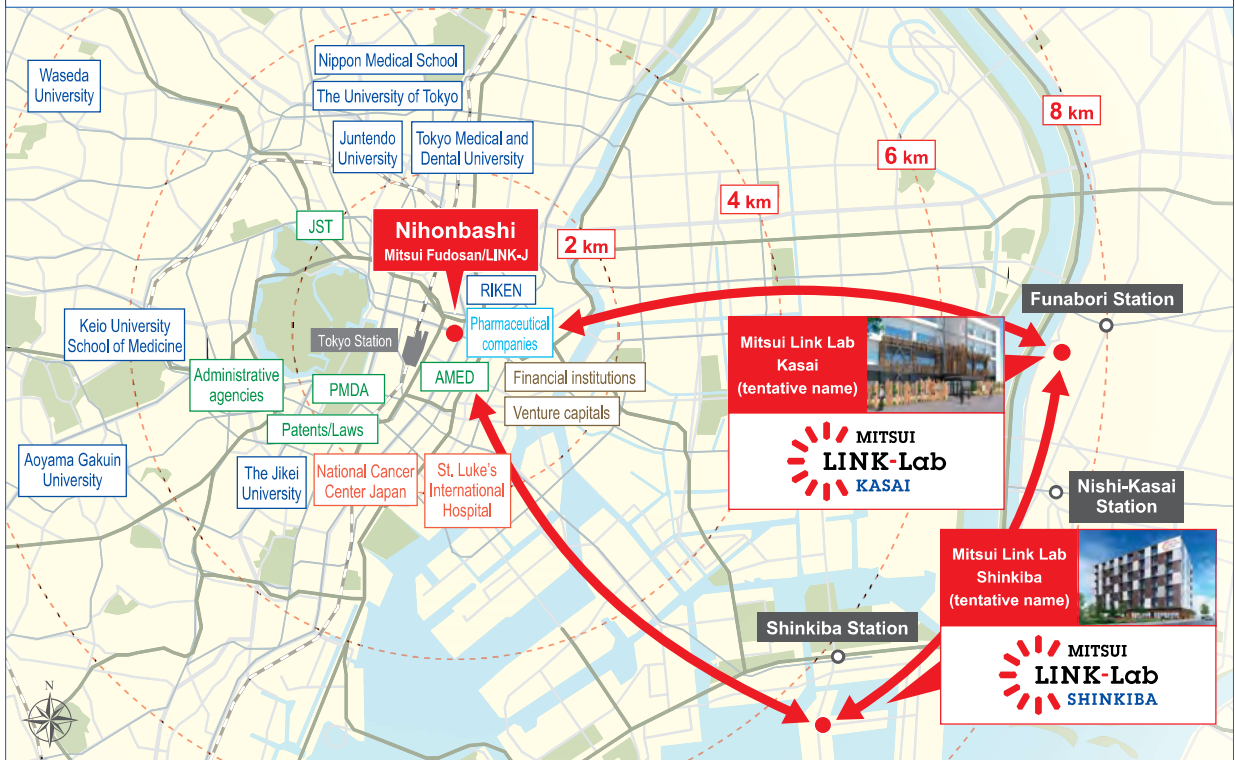 Waseda
University
Nippon Medical School
The University of Tokyo
Juntendo
University
Tokyo Medical and
Dental University
8 km
6 km
4 km
2 km
JST
Nihonbashi
Mitsui Fudosan/LINK-J
RIKEN
Pharmaceutical
companies
Tokyo Station
Keio University
School of Medicine
Administrative
agencies
PMDA
AMED
Financial institutions
Venture capitals
Patents/Laws
Aoyama Gakuin
University
The Jikei
University
National Cancer
Center Japan
St. Luke's
International
Hospital
Funabori Station
Mitsui Link Lab
Kasai
(tentative name)
MITSUI
LINK-Lab
KASAI
Nishi-Kasai
Station
Mitsui Link Lab
Shinkiba
(tentative name)
MITSUI
LINK-Lab
SHINKIBA
Shinkiba Station
N